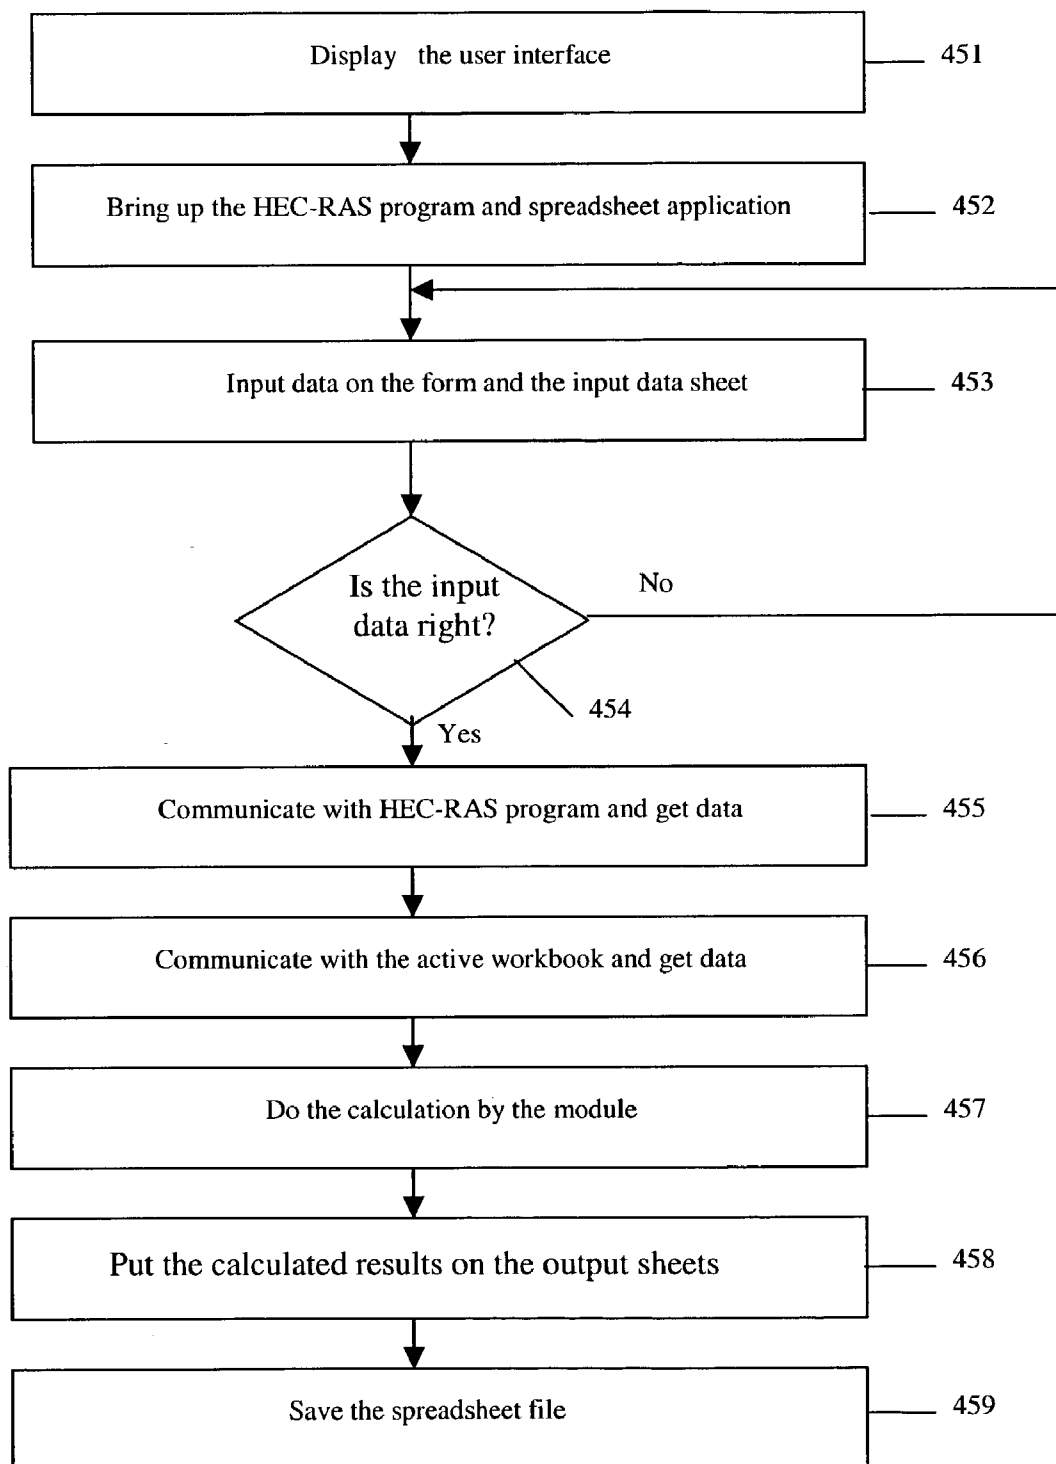 Display the user interface
451
Bring up the HEC-RAS program and spreadsheet application
452
Input data on the form and the input data sheet
453
Is the input
data right?
No
454
Yes
Communicate with HEC-RAS program and get data
455
Communicate with the active workbook and get data
456
Do the calculation by the module
457
Put the calculated results on the output sheets
458
Save the spreadsheet file
459